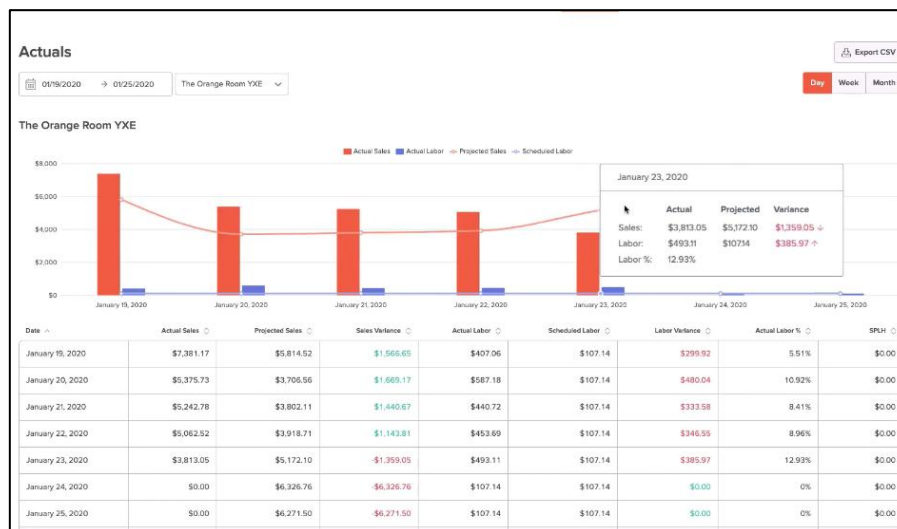 Actuals
Export CSV
01/19/2020 → 01/25/2020 The Orange Room YXE
Day Week Month
The Orange Room YXE
Actual Sales Actual Labor Projected Sales Scheduled Labor
$8,000
$6,000
$4,000
$2,000
$0
January 23, 2020
Actual Projected Variance
Sales: $3,813.05 $5,172.10 $1,359.05 ↓
Labor: $493.11 $107.14 $385.97 ↑
Labor %: 12.93%
January 19, 2020 January 20, 2020 January 21, 2020 January 22, 2020 January 23, 2020 January 24, 2020 January 25, 2020
Date Actual Sales Projected Sales Sales Variance Actual Labor Scheduled Labor Labor Variance Actual Labor % SPLH
January 19, 2020 $7,381.17 $5,814.52 $1,566.65 $407.06 $107.14 $299.92 5.51% $0.00
January 20, 2020 $5,375.73 $3,706.56 $1,669.17 $587.18 $107.14 $480.04 10.92% $0.00
January 21, 2020 $5,242.78 $3,802.11 $1,440.67 $440.72 $107.14 $333.58 8.41% $0.00
January 22, 2020 $5,062.52 $3,918.71 $1,143.81 $453.69 $107.14 $346.55 8.96% $0.00
January 23, 2020 $3,813.05 $5,172.10 -$1,359.05 $493.11 $107.14 $385.97 12.93% $0.00
January 24, 2020 $0.00 $6,326.76 -$6,326.76 $107.14 $107.14 $0.00 0% $0.00
January 25, 2020 $0.00 $6,271.50 -$6,271.50 $107.14 $107.14 $0.00 0% $0.00